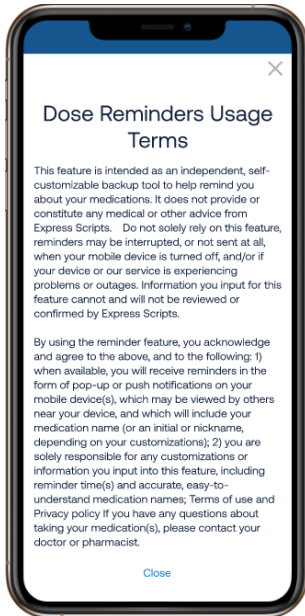 Dose Reminders Usage
Terms
This feature is intended as an independent, self-
customizable backup tool to help remind you
about your medications. It does not provide or
constitute any medical or other advice from
Express Scripts. Do not solely rely on this feature,
reminders may be interrupted, or not sent at all,
when your mobile device is turned off, and/or if
your device or our service is experiencing
problems or outages. Information you input for this
feature cannot and will not be reviewed or
confirmed by Express Scripts.
By using the reminder feature, you acknowledge
and agree to the above, and to the following: 1)
when available, you will receive reminders in the
form of pop-up or push notifications on your
mobile device(s), which may be viewed by others
near your device, and which will include your
medication name (or an initial or nickname,
depending on your customizations); 2) you are
solely responsible for any customizations or
information you input into this feature, including
reminder time(s) and accurate, easy-to-
understand medication names; Terms of use and
Privacy policy If you have any questions about
taking your medication(s), please contact your
doctor or pharmacist.
Close